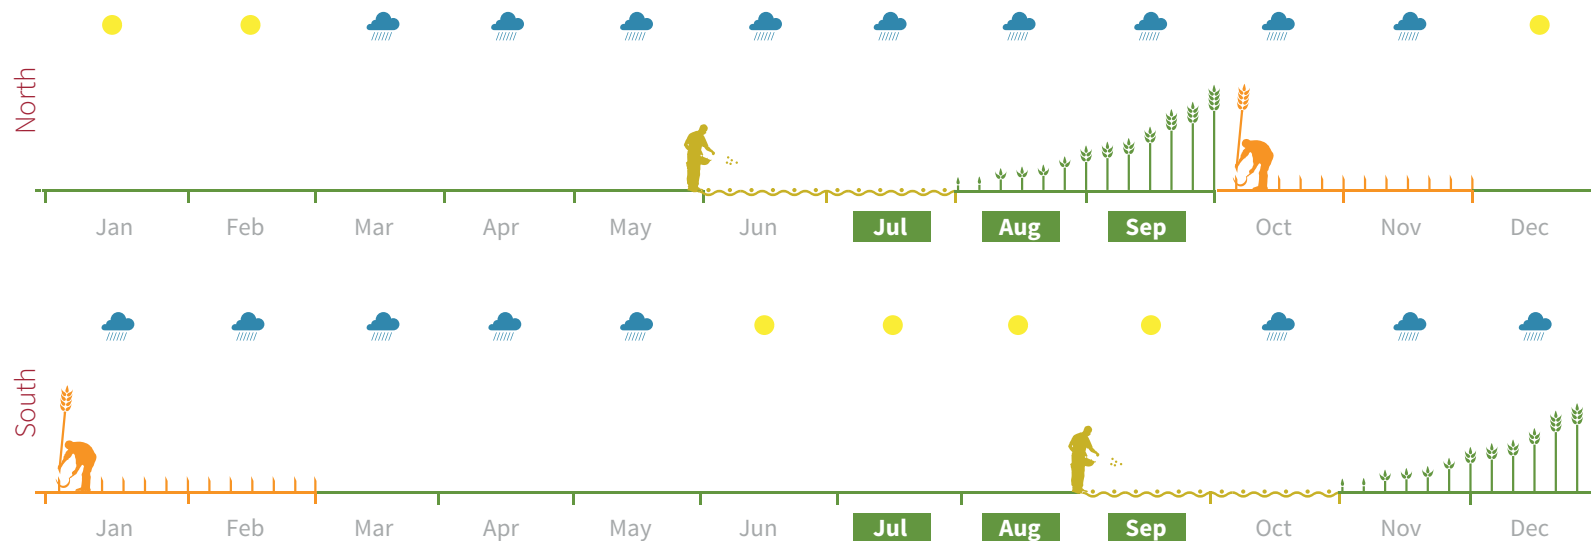 North
Jan Feb Mar Apr May Jun Jul Aug Sep Oct Nov Dec
South
Jan Feb Mar Apr May Jun Jul Aug Sep Oct Nov Dec